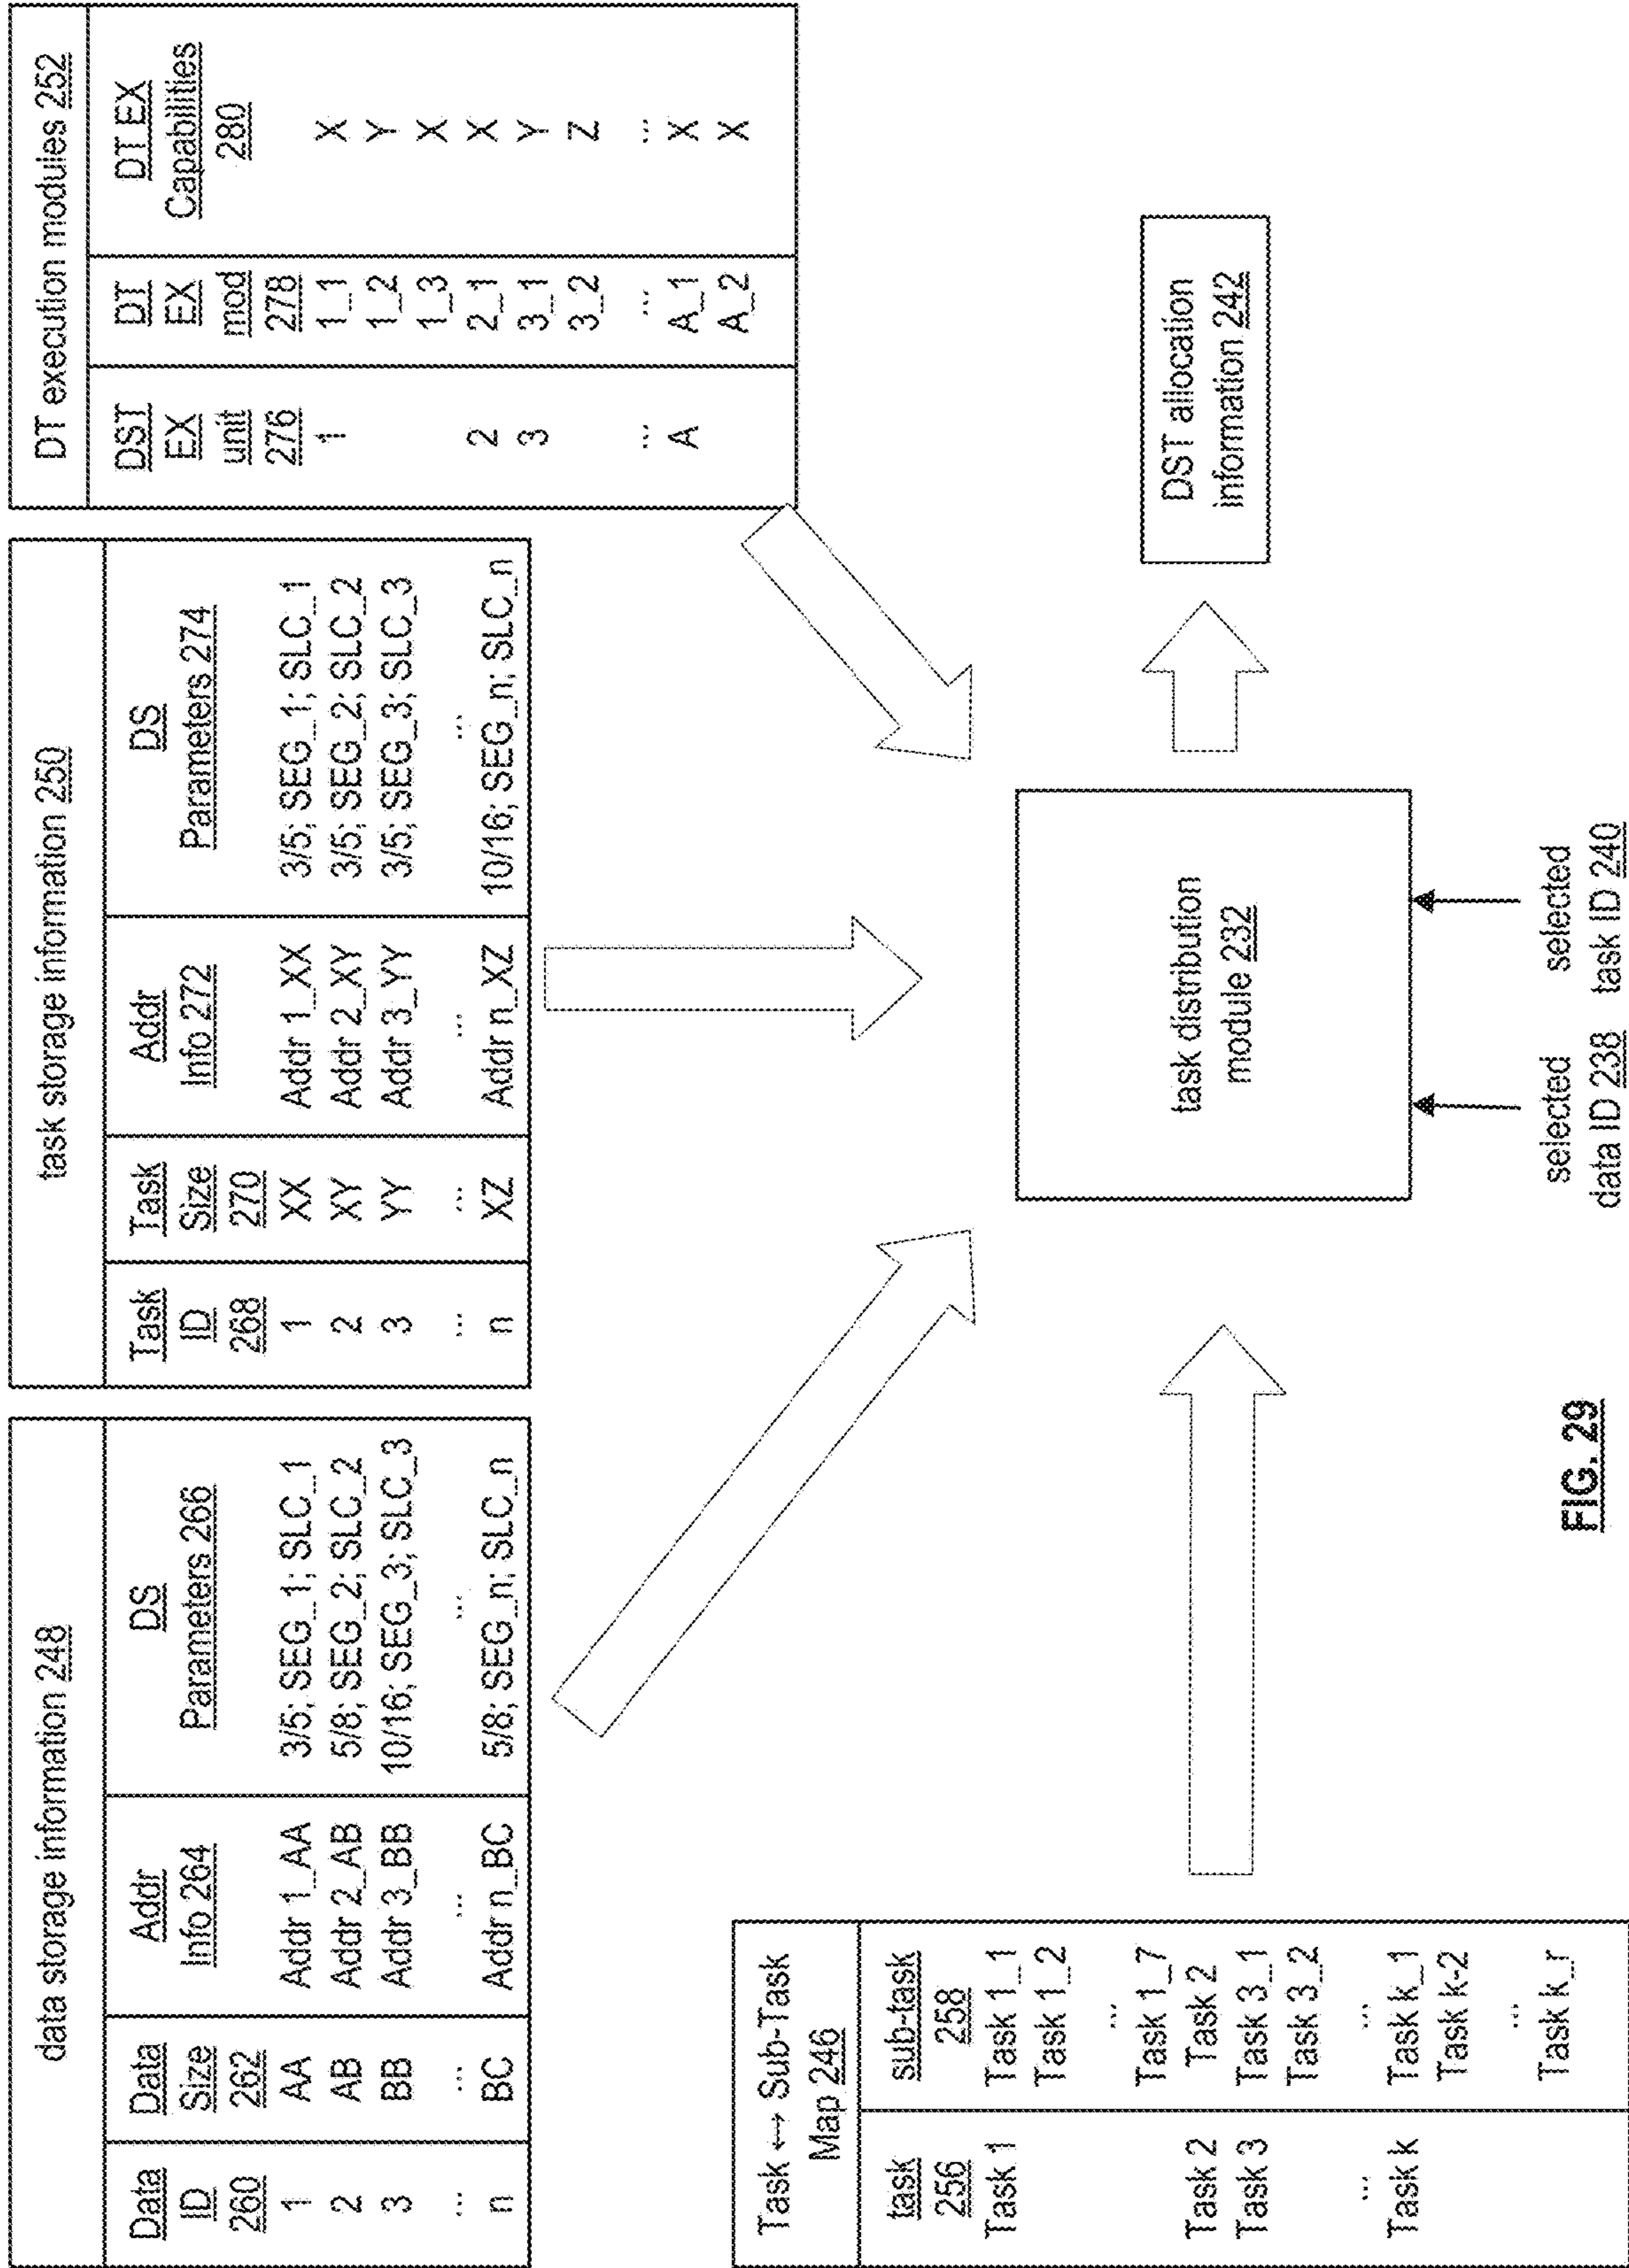 data storage information 248
Data ID 260 Data Size 262 Addr Info 264 DS Parameters 266
1 AA Addr 1_AA 3/5; SEG_1; SLC_1
2 AB Addr 2_AB 5/8; SEG_2; SLC_2
3 BB Addr 3_BB 10/16; SEG_3; SLC_3
... ... ... ...
n BC Addr n_BC 5/8; SEG_n; SLC_n
task storage information 250
Task ID 268 Task Size 270 Addr Info 272 DS Parameters 274
1 XX Addr 1_XX 3/5; SEG_1; SLC_1
2 XY Addr 2_XY 3/5; SEG_2; SLC_2
3 YY Addr 3_YY 3/5; SEG_3; SLC_3
... ... ... ...
n XZ Addr n_XZ 10/16; SEG_n; SLC_n
DT execution modules 252
DST EX unit 276 DT EX mod 278 DT EX Capabilities 280
1 1_1 X
1_2 Y
1_3 X
2 2_1 X
3 3_1 Y
3_2 Z
... ... ...
A A_1 X
A_2 X
Task ↔ Sub-Task
Map 246
task 256 sub-task 258
Task 1 Task 1_1
Task 1_2
...
Task 1_7
Task 2 Task 2
Task 3 Task 3_1
Task 3_2
... ...
Task k Task k_1
Task k-2
...
Task k_r
task distribution
module 232
DST allocation
information 242
selected
data ID 238
selected
task ID 240
FIG. 29